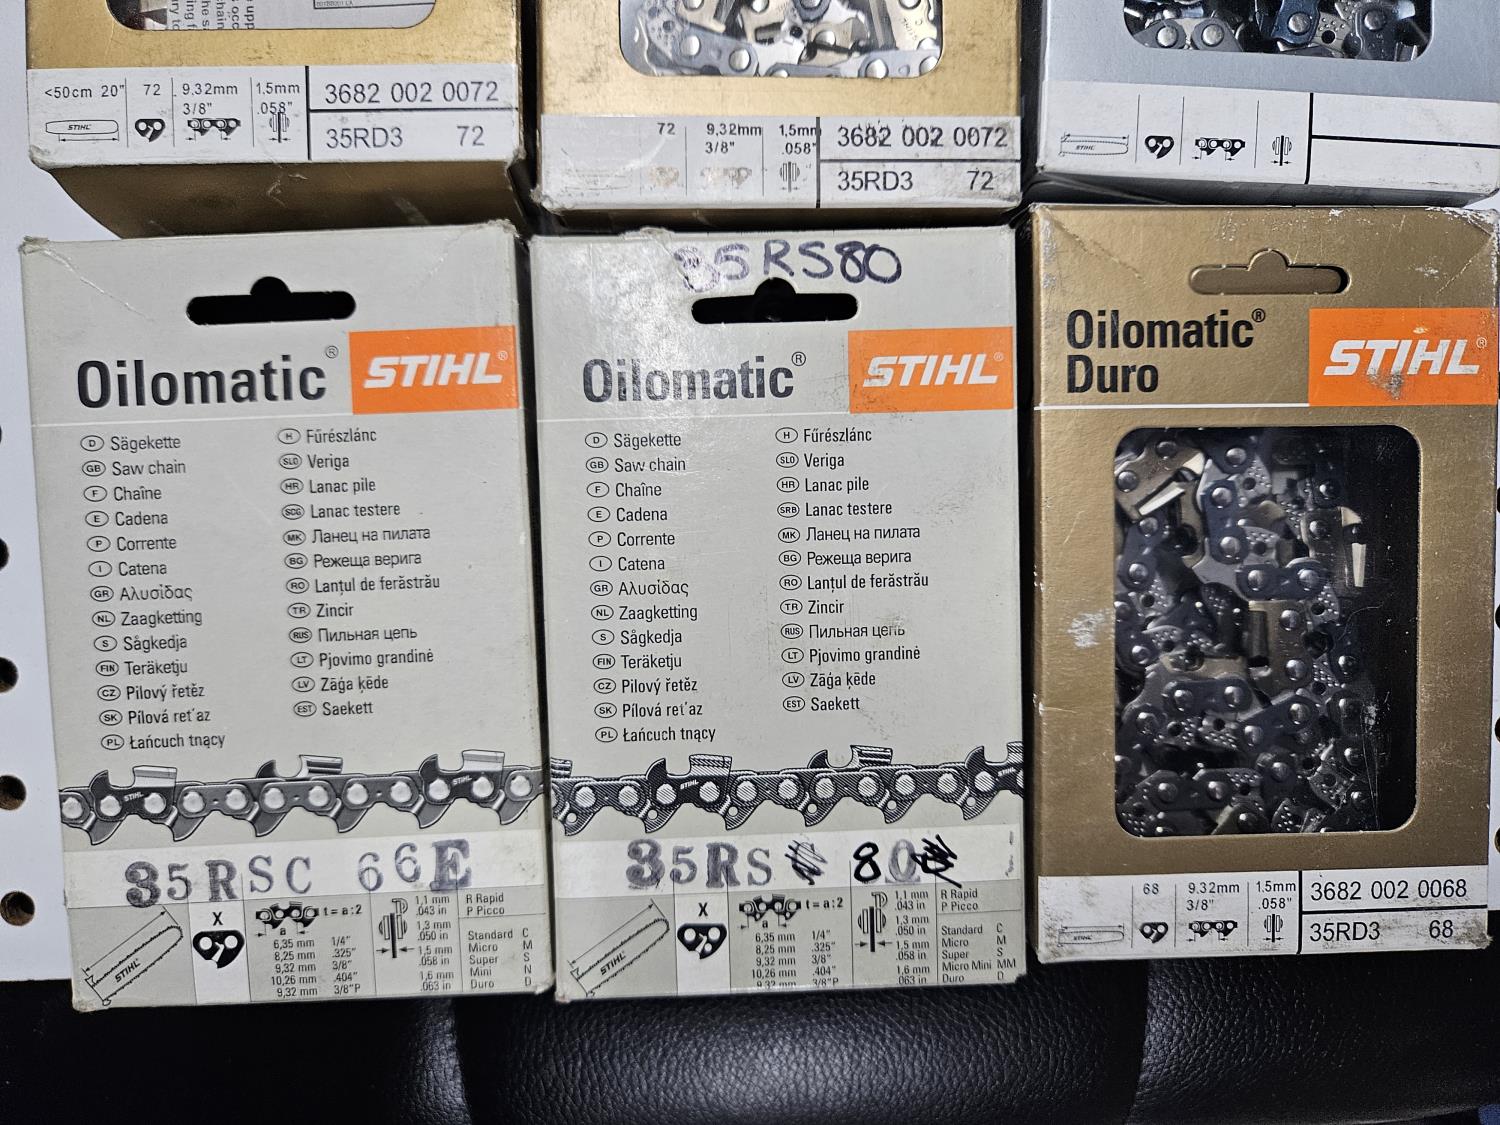 <50cm 20" 72 9,32mm 1.5mm
3/8" .058"
STIHL
3682 002 0072
35RD3 72
72 9,32mm 1,5mm
3/8" .058"
3682 002 0072
35RD3 72
STIHL
Oilomatic® STIHL®
D Sägekette
GB Saw chain
F Chaîne
E Cadena
P Corrente
I Catena
GR Αλυσίδας
NL Zaagketting
S Sågkedja
FIN Teräketju
CZ Pilový řetěz
SK Pílová reťaz
PL Łańcuch tnący
H Fűrészlánc
SLO Veriga
HR Lanac pile
SCG Lanac testere
MK Ланец на пилата
BG Режеща верига
RO Lanțul de ferăstrău
TR Zincir
RUS Пильная цепь
LT Pjovimo grandinė
LV Zāģa ķēde
EST Saekett
STIHL STIHL
35RSC 66E
STIHL
X
t = a:2
a
6,35 mm 1/4"
8,25 mm .325"
9,32 mm 3/8"
10,26 mm .404"
9,32 mm 3/8"P
1,1 mm
.043 in
1,3 mm
.050 in
1,5 mm
.058 in
1,6 mm
.063 in
R Rapid
P Picco
Standard C
Micro M
Super S
Mini N
Duro D
35RS80
Oilomatic® STIHL®
D Sägekette
GB Saw chain
F Chaîne
E Cadena
P Corrente
I Catena
GR Αλυσίδας
NL Zaagketting
S Sågkedja
FIN Teräketju
CZ Pilový řetěz
SK Pílová reťaz
PL Łańcuch tnący
H Fűrészlánc
SLO Veriga
HR Lanac pile
SRB Lanac testere
MK Ланец на пилата
BG Режеща верига
RO Lanțul de ferăstrău
TR Zincir
RUS Пильная цепь
LT Pjovimo grandinė
LV Zāģa ķēde
EST Saekett
STIHL STIHL
35RS 80
STIHL
X
t = a:2
a
6,35 mm 1/4"
8,25 mm .325"
9,32 mm 3/8"
10,26 mm .404"
9,32 mm 3/8"P
1,1 mm
.043 in
1,3 mm
.050 in
1,5 mm
.058 in
1,6 mm
.063 in
R Rapid
P Picco
Standard C
Micro M
Super S
Micro Mini MM
Duro D
Oilomatic® STIHL®
Duro
68 9.32mm 1.5mm
3/8" .058"
STIHL
3682 002 0068
35RD3 68